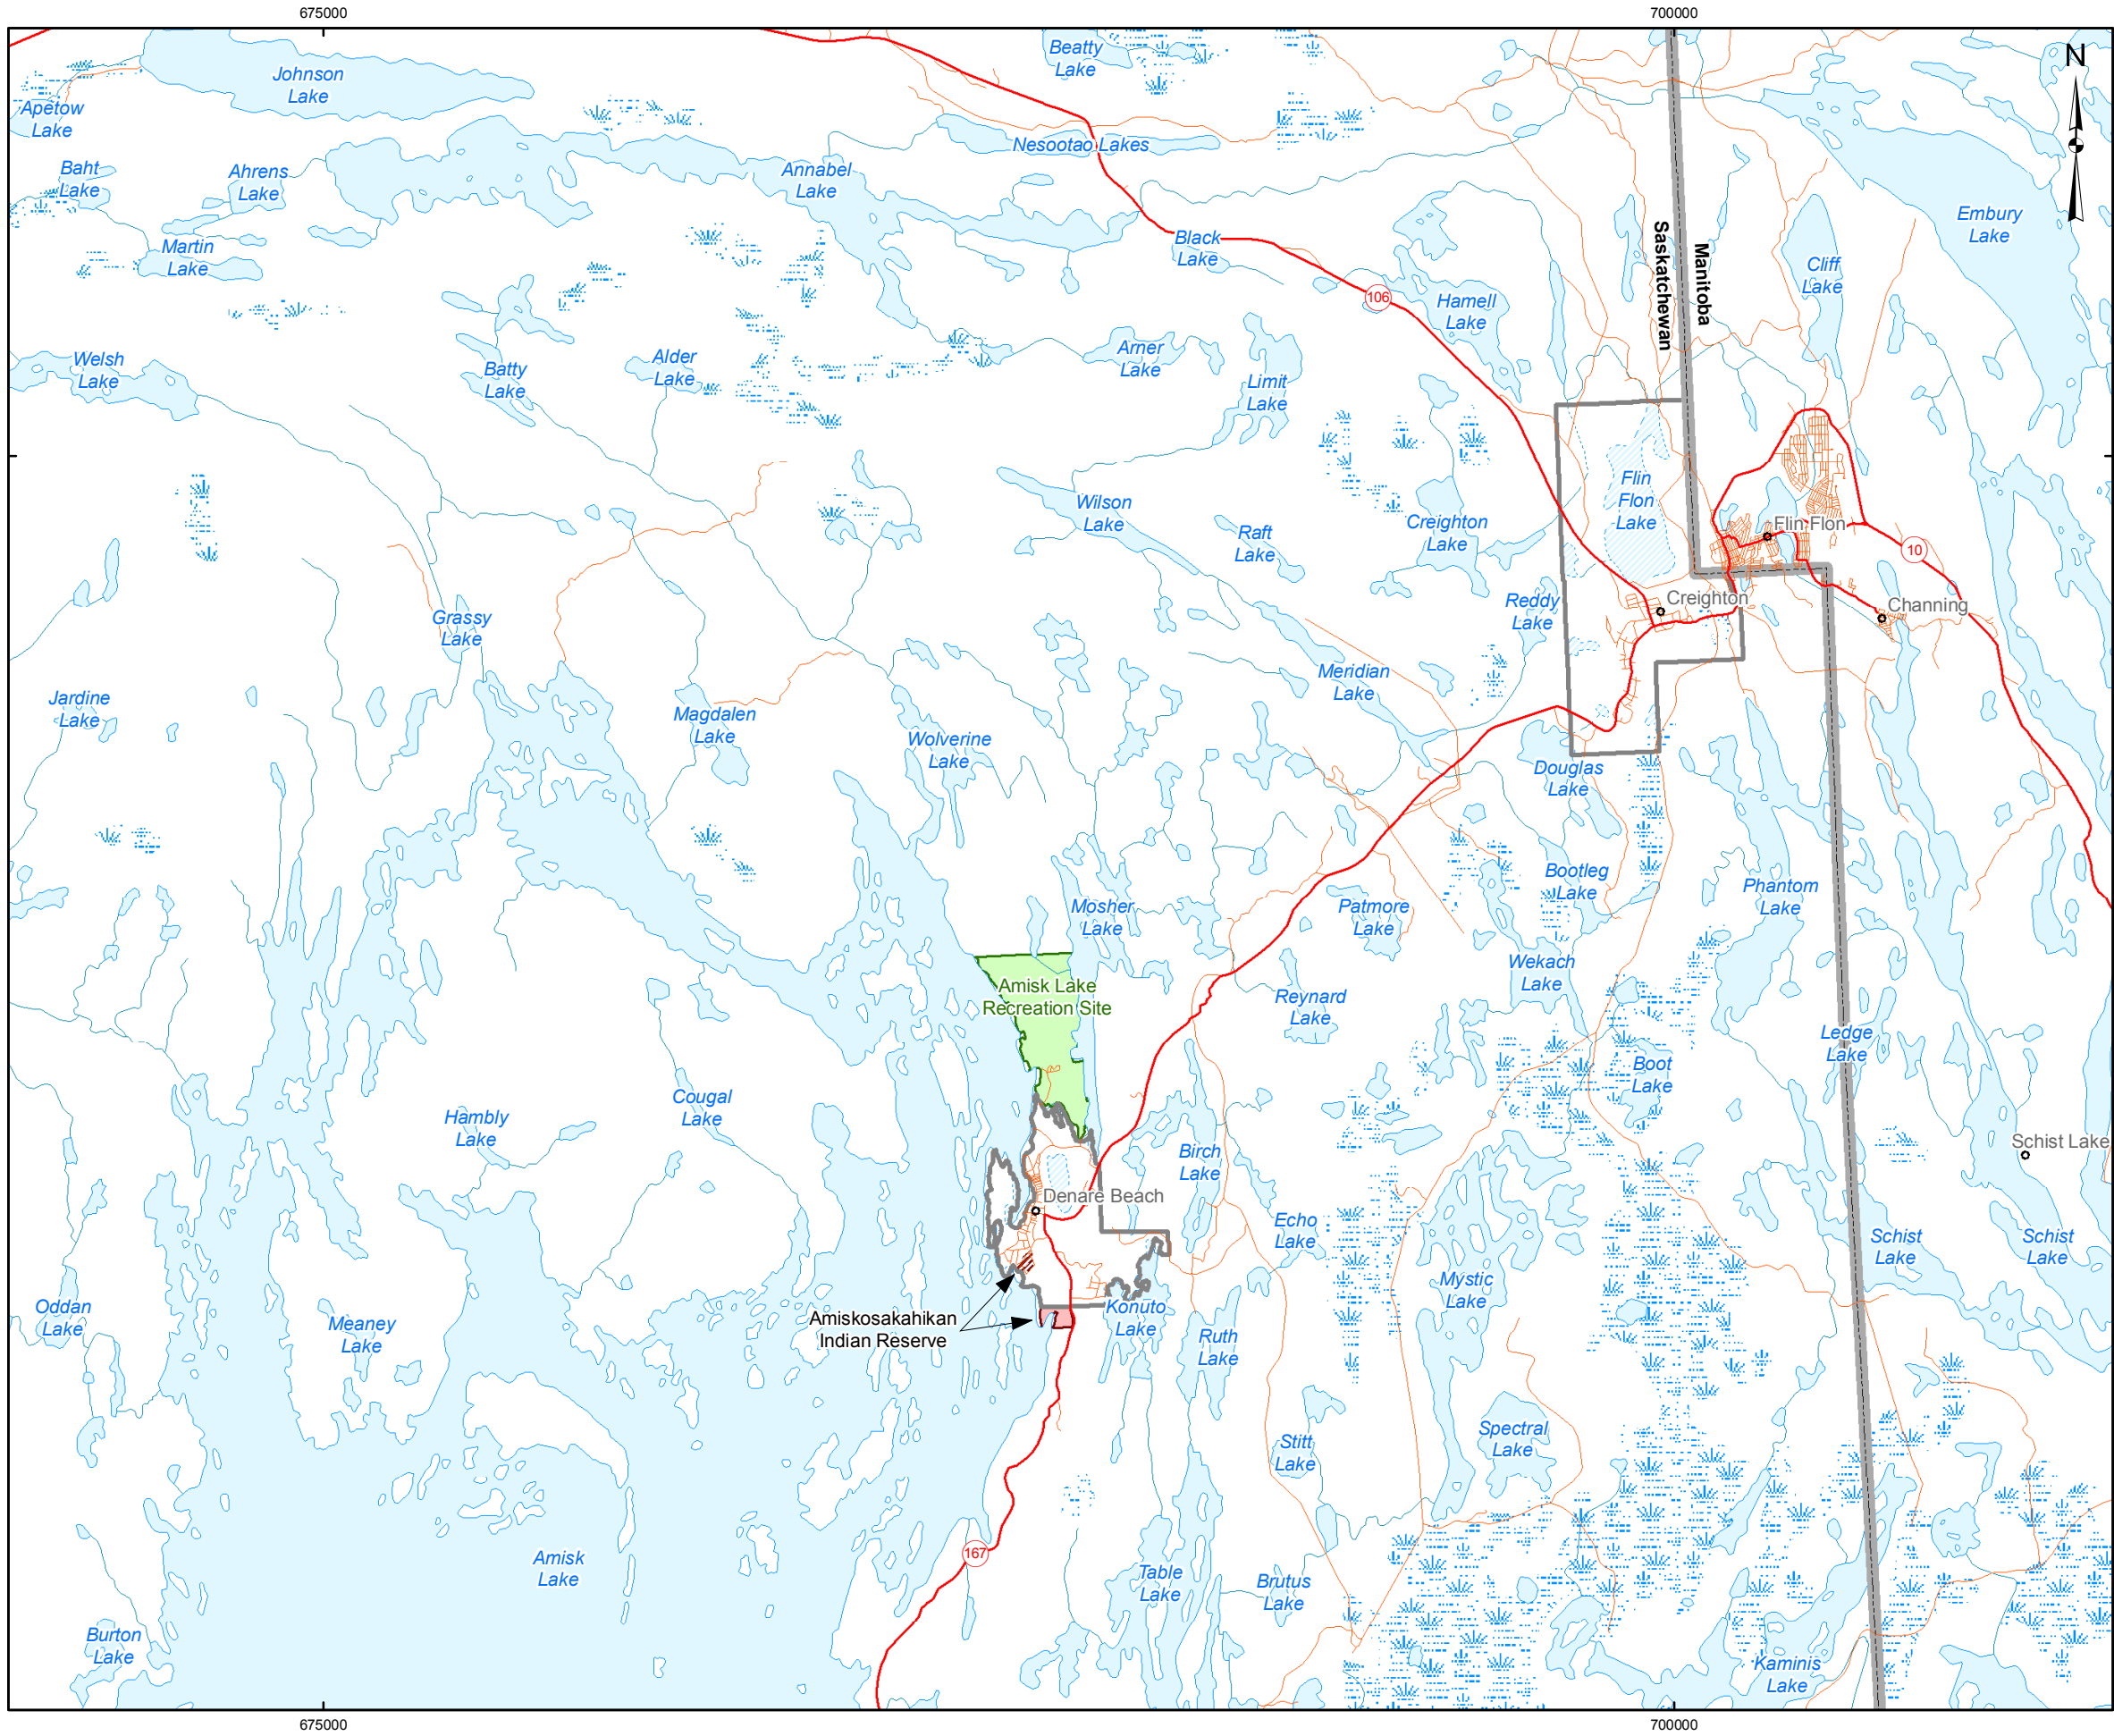 675000
700000
N
Beatty
Lake
Johnson
Lake
Apetow
Lake
Nesootao Lakes
Baht
Lake
Ahrens
Lake
Annabel
Lake
Embury
Lake
Martin
Lake
Black
Lake
Saskatchewan
Manitoba
Cliff
Lake
106
Hamell
Lake
Welsh
Lake
Batty
Lake
Alder
Lake
Arner
Lake
Limit
Lake
Flin
Flon
Lake
Wilson
Lake
Raft
Lake
Creighton
Lake
Flin Flon
10
Reddy
Lake
Creighton
Channing
Grassy
Lake
Meridian
Lake
Jardine
Lake
Magdalen
Lake
Wolverine
Lake
Douglas
Lake
Bootleg
Lake
Phantom
Lake
Mosher
Lake
Patmore
Lake
Wekach
Lake
Amisk Lake
Recreation Site
Reynard
Lake
Ledge
Lake
Boot
Lake
Cougal
Lake
Hambly
Lake
Birch
Lake
Schist Lake
Denare Beach
Echo
Lake
Schist
Lake
Schist
Lake
Mystic
Lake
Oddan
Lake
Meaney
Lake
Amiskosakahikan
Indian Reserve
Konuto
Lake
Ruth
Lake
Spectral
Lake
Stitt
Lake
167
Amisk
Lake
Table
Lake
Brutus
Lake
Burton
Lake
Kaminis
Lake
675000
700000